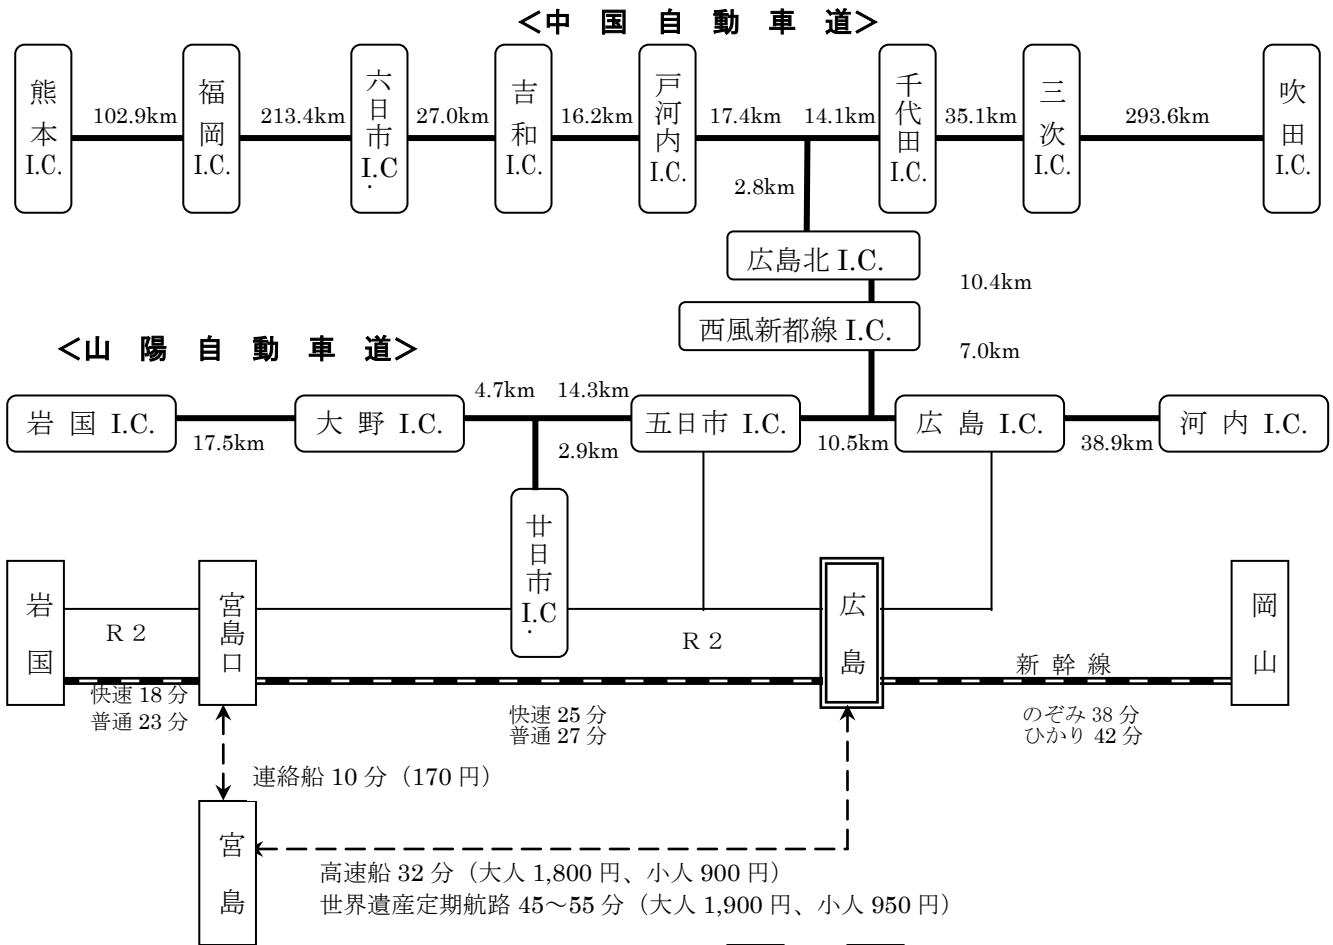 ＜中　国　自　動　車　道＞
熊本I.C.
102.9km
福岡I.C.
213.4km
六日市I.C.
27.0km
吉和I.C.
16.2km
戸河内I.C.
17.4km
14.1km
千代田I.C.
35.1km
三次I.C.
293.6km
吹田I.C.
2.8km
広島北 I.C.
10.4km
西風新都線 I.C.
7.0km
＜山　陽　自　動　車　道＞
岩 国 I.C.
17.5km
大 野 I.C.
4.7km
14.3km
2.9km
五日市 I.C.
10.5km
広 島 I.C.
38.9km
河 内 I.C.
廿日市I.C.
岩国
Ｒ２
宮島口
Ｒ２
広島
新 幹 線
岡山
快速 18 分
普通 23 分
快速 25 分
普通 27 分
のぞみ 38 分
ひかり 42 分
連絡船 10 分（170 円）
宮島
高速船 32 分（大人 1,800 円、小人 900 円）
世界遺産定期航路 45～55 分（大人 1,900 円、小人 950 円）